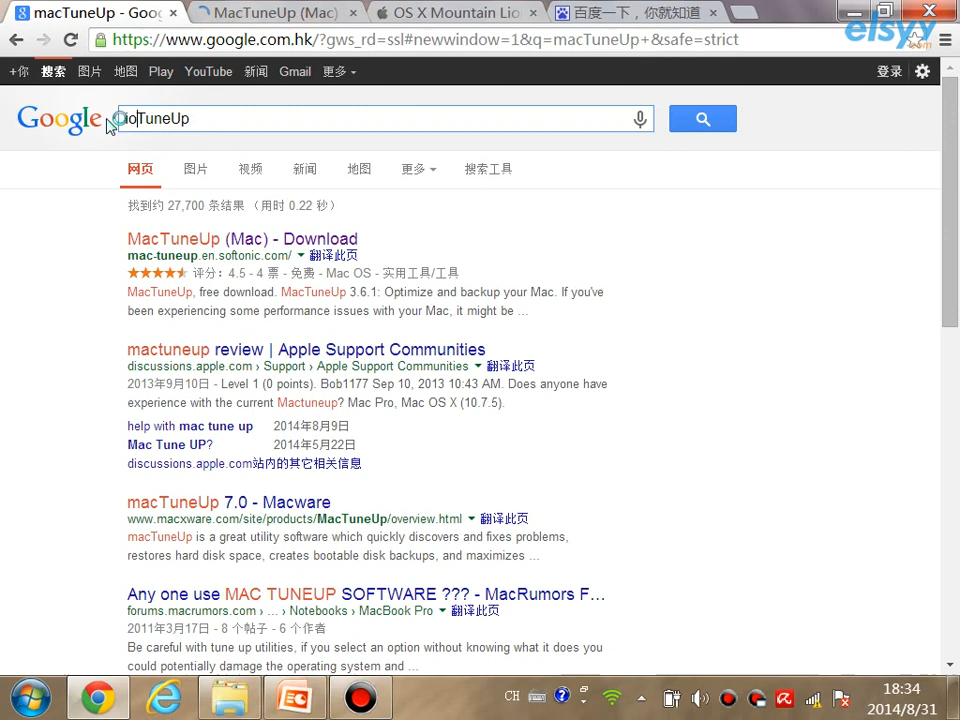 macTuneUp - Goog
MacTuneUp (Mac) -
OS X Mountain Lio
百度一下，你就知道
elsyy
.com
https://www.google.com.hk/?gws_rd=ssl#newwindow=1&q=macTuneUp+&safe=strict
+你 搜索 图片 地图 Play YouTube 新闻 Gmail 更多
登录
Google
ioTuneUp
网页 图片 视频 新闻 地图 更多 搜索工具
找到约 27,700 条结果 （用时 0.22 秒）
MacTuneUp (Mac) - Download
mac-tuneup.en.softonic.com/ 翻译此页
评分：4.5 - 4 票 - 免费 - Mac OS - 实用工具/工具
MacTuneUp, free download. MacTuneUp 3.6.1: Optimize and backup your Mac. If you've
been experiencing some performance issues with your Mac, it might be ...
mactuneup review | Apple Support Communities
discussions.apple.com › Support › Apple Support Communities 翻译此页
2013年9月10日 - Level 1 (0 points). Bob1177 Sep 10, 2013 10:43 AM. Does anyone have
experience with the current Mactuneup? Mac Pro, Mac OS X (10.7.5).
help with mac tune up 2014年8月9日
Mac Tune UP? 2014年5月22日
discussions.apple.com站内的其它相关信息
macTuneUp 7.0 - Macware
www.macxware.com/site/products/MacTuneUp/overview.html 翻译此页
macTuneUp is a great utility software which quickly discovers and fixes problems,
restores hard disk space, creates bootable disk backups, and maximizes ...
Any one use MAC TUNEUP SOFTWARE ??? - MacRumors F...
forums.macrumors.com › ... › Notebooks › MacBook Pro 翻译此页
2011年3月17日 - 8 个帖子 - 6 个作者
Be careful with tune up utilities, if you select an option without knowing what it does you
could potentially damage the operating system and ...
CH
18:34
2014/8/31